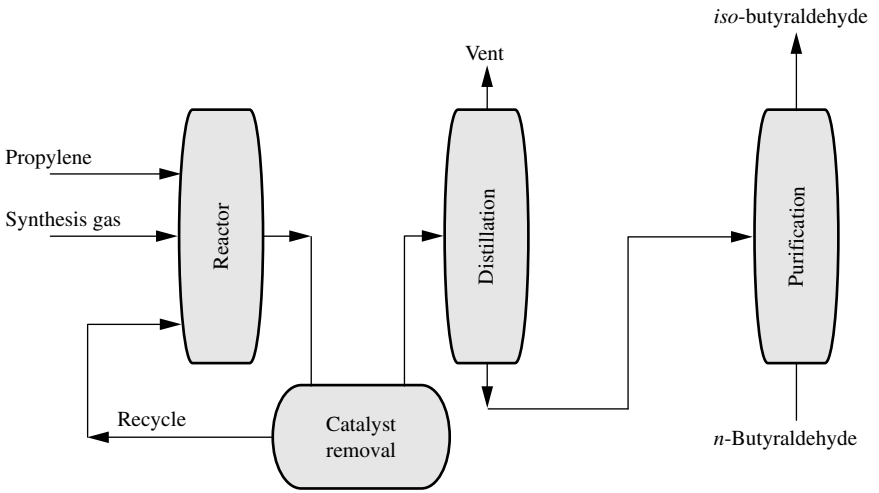 iso-butyraldehyde
Vent
Propylene
Synthesis gas
Reactor
Distillation
Purification
Recycle
Catalyst
removal
n-Butyraldehyde